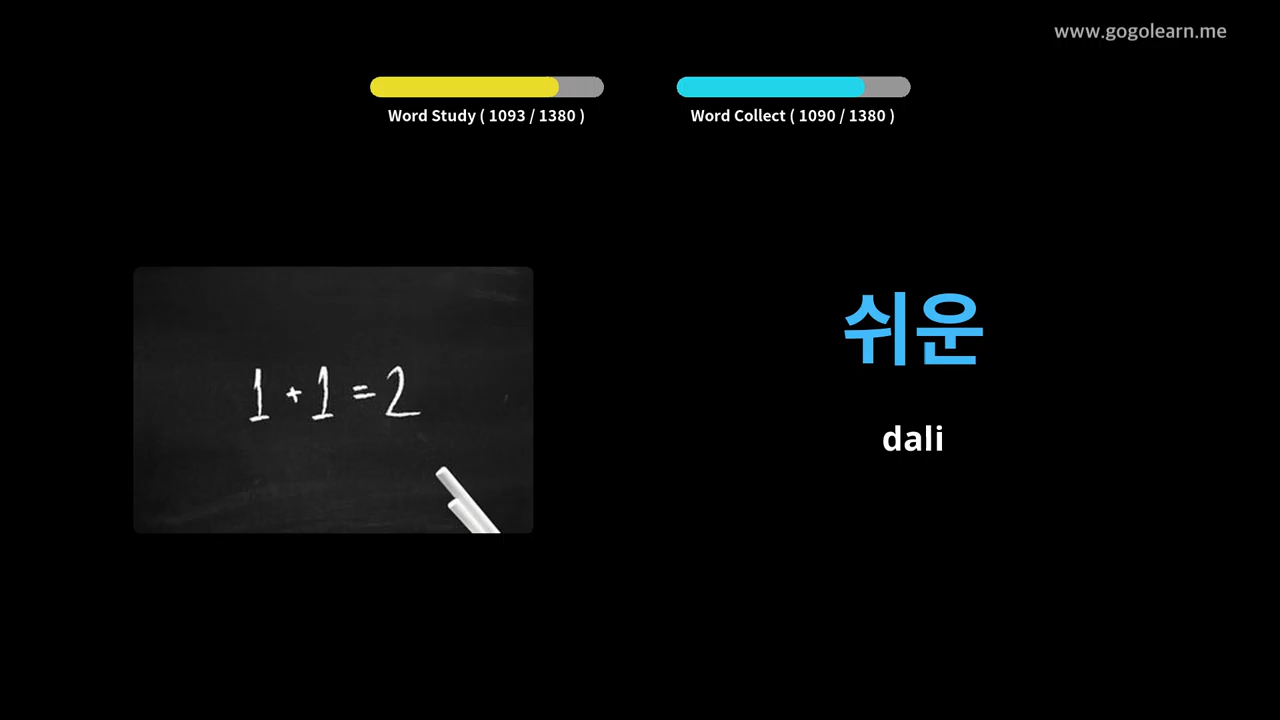 www.gogolearn.me
Word Study ( 1093 / 1380 )
Word Collect ( 1090 / 1380 )
1 + 1 = 2
쉬운
dali